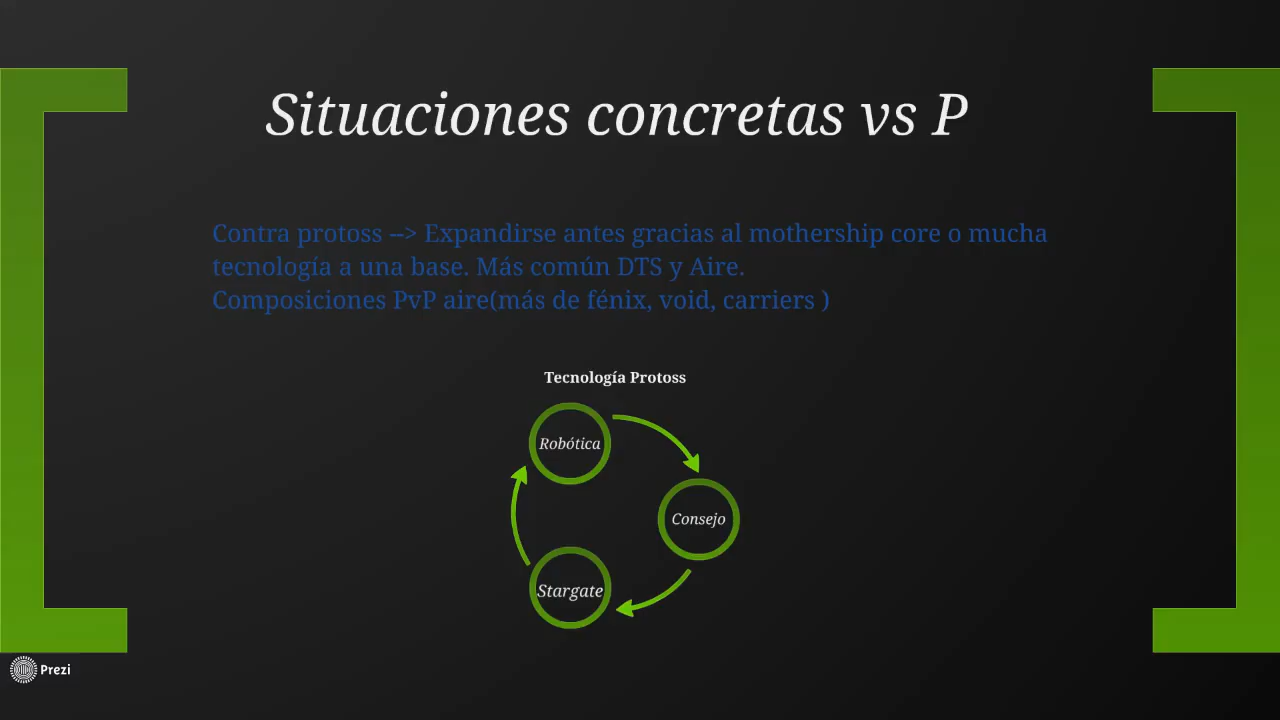 Situaciones concretas vs P
Contra protoss --> Expandirse antes gracias al mothership core o mucha
tecnología a una base. Más común DTS y Aire.
Composiciones PvP aire(más de fénix, void, carriers )
Tecnología Protoss
Robótica
Consejo
Stargate
Prezi